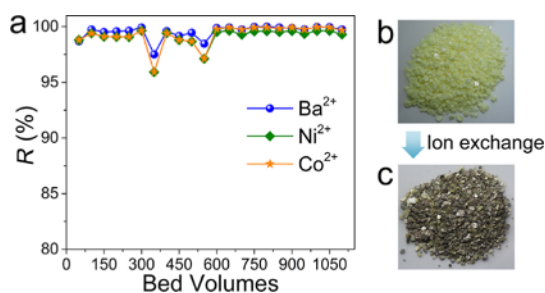 a
100
95
90
85
80
R (%)
Ba²⁺
Ni²⁺
Co²⁺
0 150 300 450 600 750 900 1050
Bed Volumes
b
Ion exchange
c